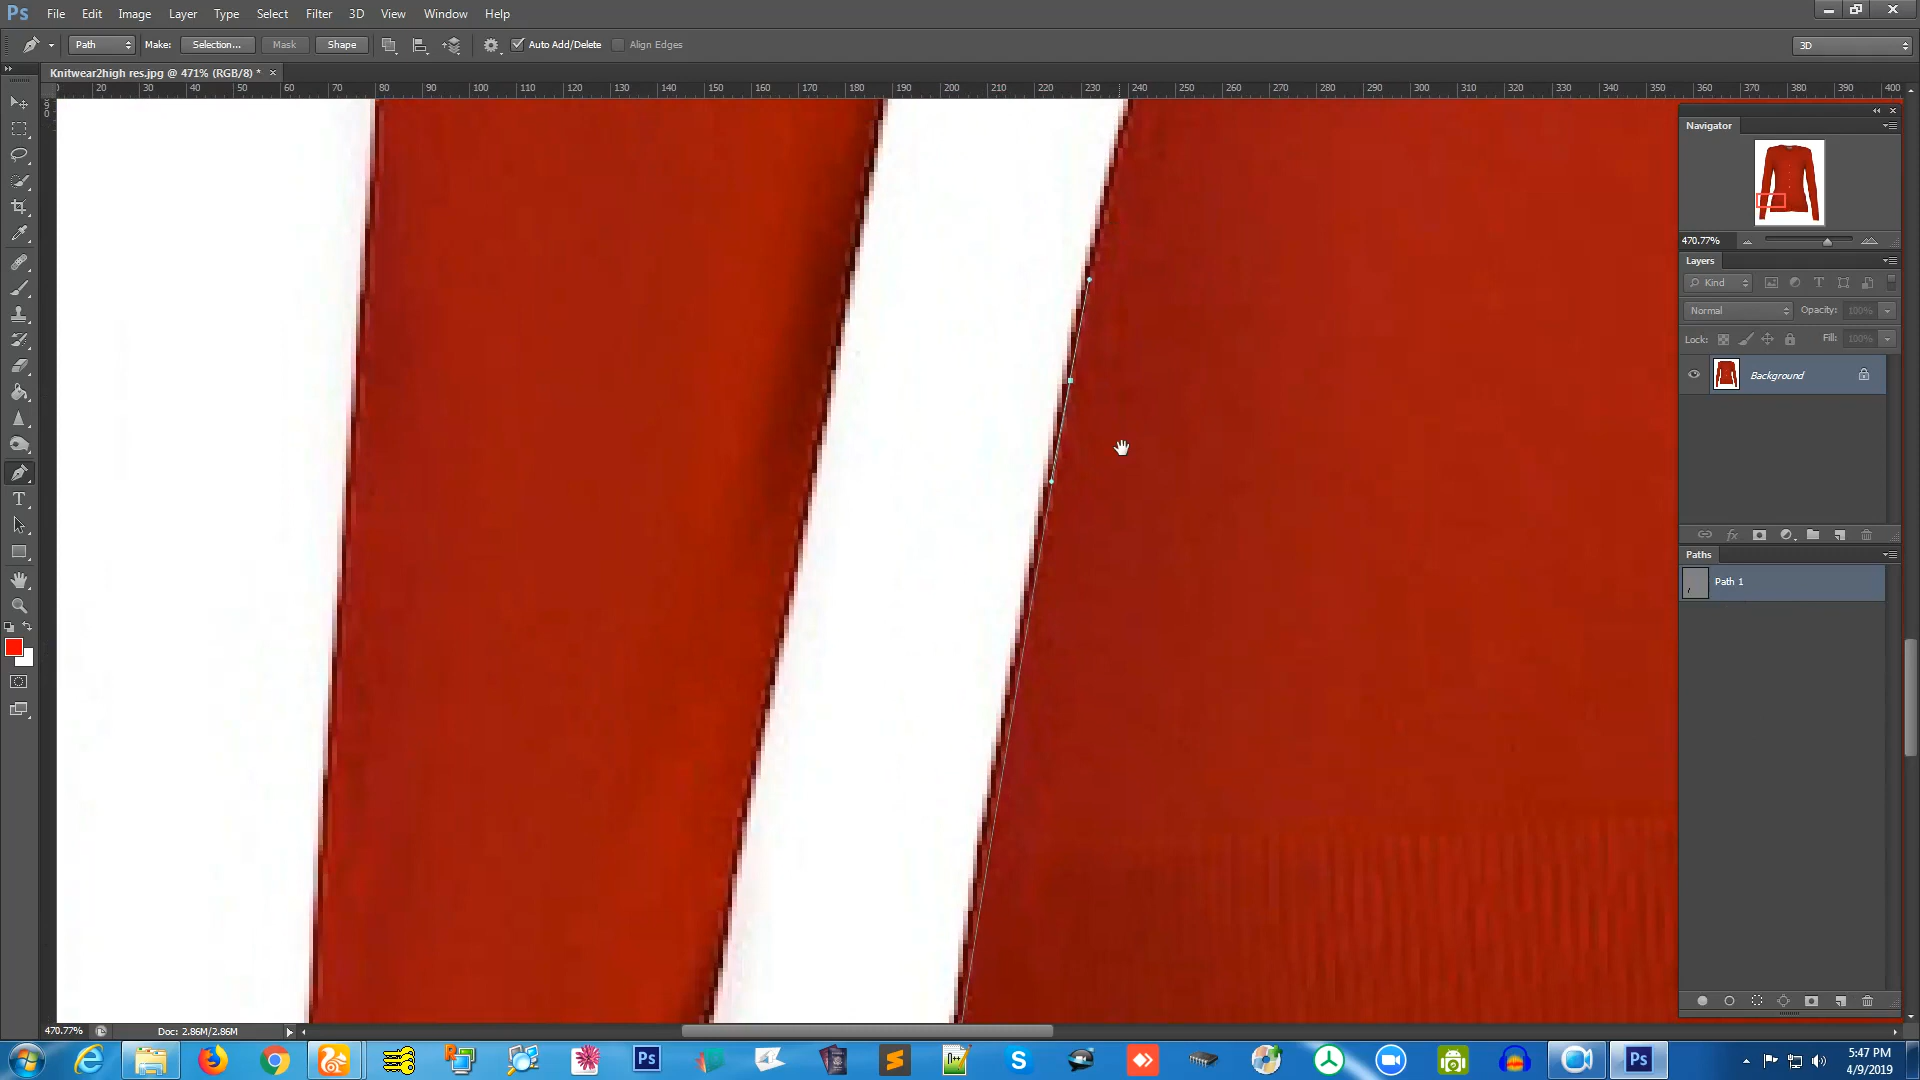 Ps File Edit Image Layer Type Select Filter 3D View Window Help
Path Make: Selection... Mask Shape Auto Add/Delete Align Edges 3D
Knitwear2high res.jpg @ 471% (RGB/8) * ×
20 30 40 50 60 70 80 90 100 110 120 130 140 150 160 170 180 190 200 210 220 230 240 250 260 270 280 290 300 310 320 330 340 350 360 370 380 390 400
Navigator
470.77%
Layers
Kind
Normal Opacity: 100%
Lock: Fill: 100%
Background
Paths
Path 1
T
470.77% Doc: 2.86M/2.86M
Ps
5:47 PM
4/9/2019